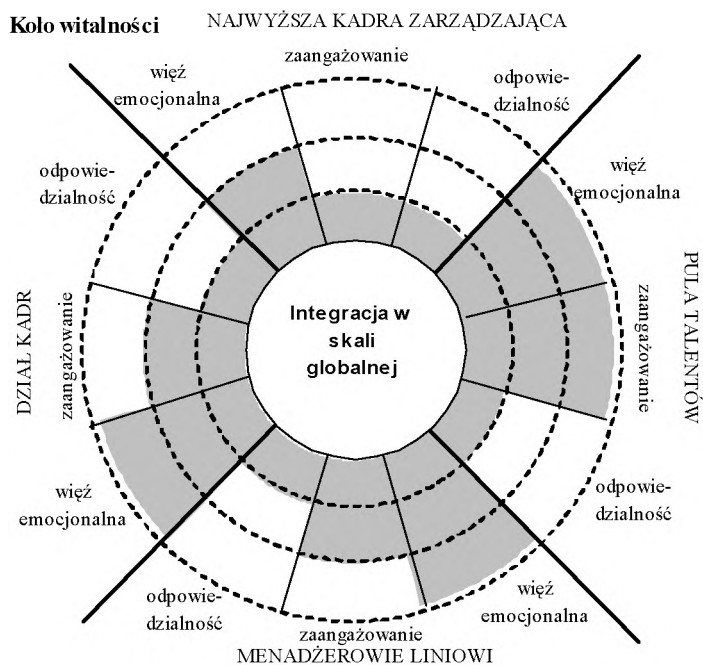 Koło witalności
NAJWYŻSZA KADRA ZARZĄDZAJĄCA
więź
emocjonalna
zaangażowanie
odpowie-
dzialność
odpowie-
dzialność
więź
emocjonalna
DZIAŁ KADR
zaangażowanie
Integracja w
skali
globalnej
zaangażowanie
PULA TALENTÓW
więź
emocjonalna
odpowie-
dzialność
odpowie-
dzialność
zaangażowanie
więź
emocjonalna
MENADŻEROWIE LINIOWI